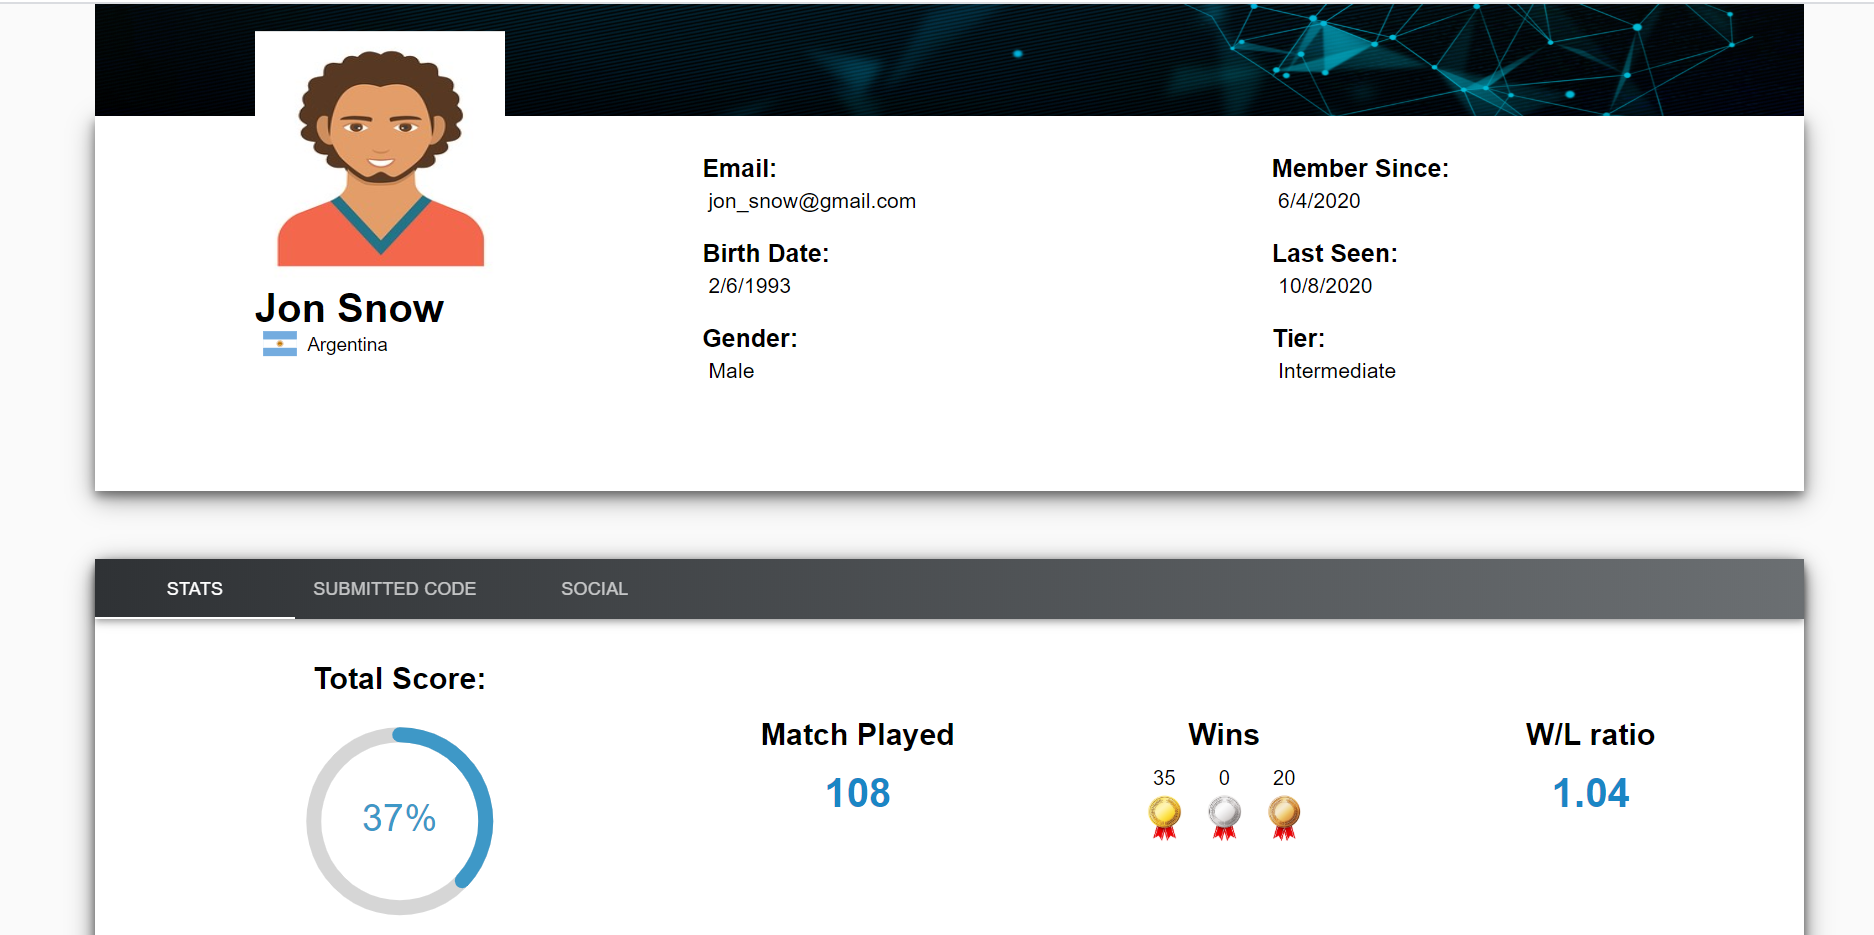 Jon Snow
Argentina
Email:
jon_snow@gmail.com
Birth Date:
2/6/1993
Gender:
Male
Member Since:
6/4/2020
Last Seen:
10/8/2020
Tier:
Intermediate
STATS SUBMITTED CODE SOCIAL
Total Score:
37%
Match Played
108
Wins
35 0 20
W/L ratio
1.04